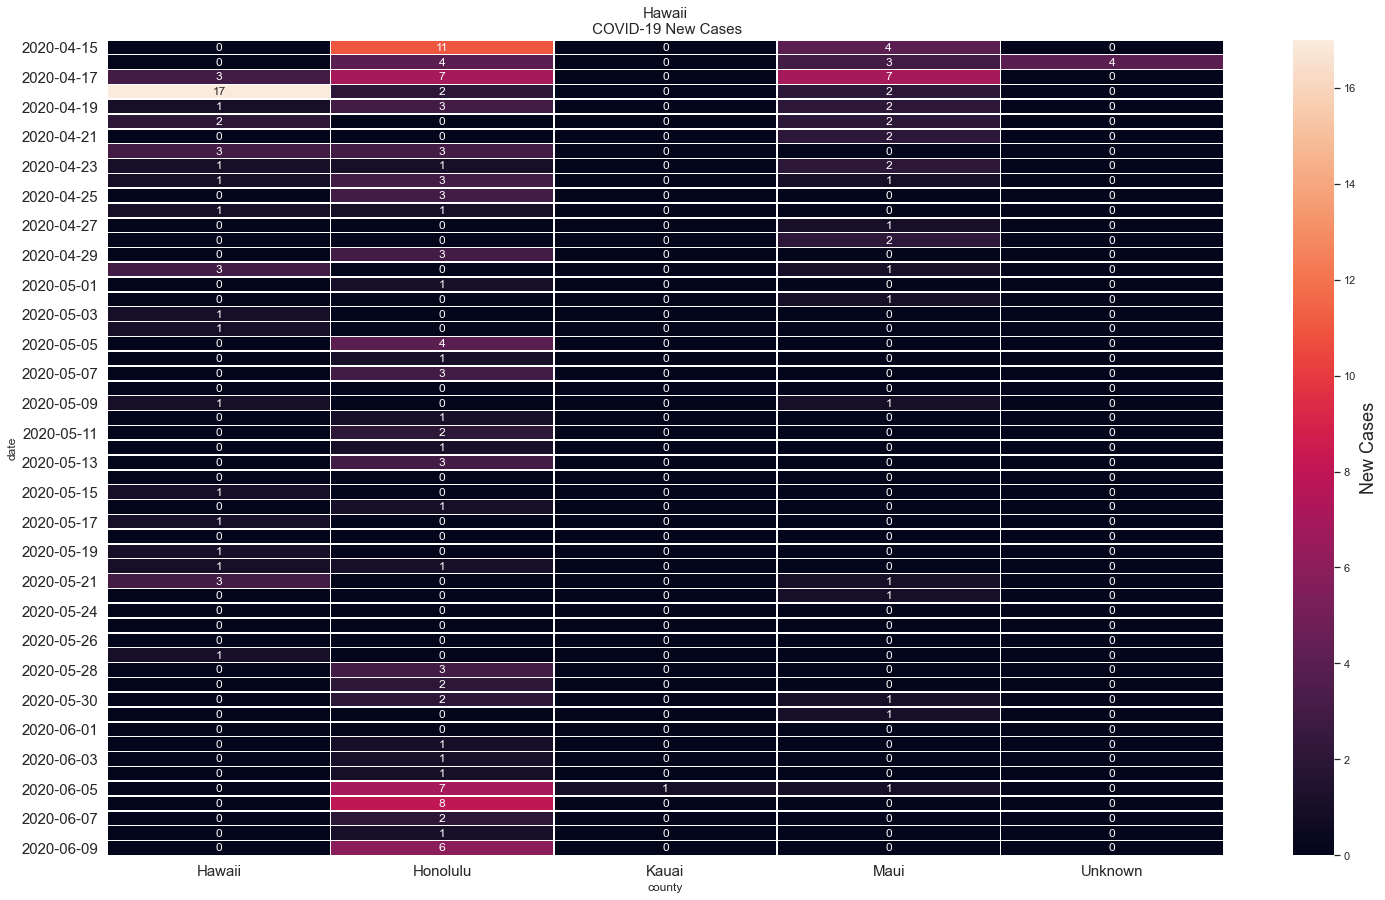 Hawaii
COVID-19 New Cases
2020-04-15 0 11 0 4 0
0 4 0 3 4
2020-04-17 3 7 0 7 0
17 2 0 2 0
2020-04-19 1 3 0 2 0
2 0 0 2 0
2020-04-21 0 0 0 2 0
3 3 0 0 0
2020-04-23 1 1 0 2 0
1 3 0 1 0
2020-04-25 0 3 0 0 0
1 1 0 0 0
2020-04-27 0 0 0 1 0
0 0 0 2 0
2020-04-29 0 3 0 0 0
3 0 0 1 0
2020-05-01 0 1 0 0 0
0 0 0 1 0
2020-05-03 1 0 0 0 0
1 0 0 0 0
2020-05-05 0 4 0 0 0
0 1 0 0 0
2020-05-07 0 3 0 0 0
0 0 0 0 0
2020-05-09 1 0 0 1 0
0 1 0 0 0
2020-05-11 0 2 0 0 0
0 1 0 0 0
2020-05-13 0 3 0 0 0
0 0 0 0 0
2020-05-15 1 0 0 0 0
0 1 0 0 0
2020-05-17 1 0 0 0 0
0 0 0 0 0
2020-05-19 1 0 0 0 0
1 1 0 0 0
2020-05-21 3 0 0 1 0
0 0 0 1 0
2020-05-24 0 0 0 0 0
0 0 0 0 0
2020-05-26 0 0 0 0 0
1 0 0 0 0
2020-05-28 0 3 0 0 0
0 2 0 0 0
2020-05-30 0 2 0 1 0
0 0 0 1 0
2020-06-01 0 0 0 0 0
0 1 0 0 0
2020-06-03 0 1 0 0 0
0 1 0 0 0
2020-06-05 0 7 1 1 0
0 8 0 0 0
2020-06-07 0 2 0 0 0
0 1 0 0 0
2020-06-09 0 6 0 0 0
date
Hawaii Honolulu Kauai Maui Unknown
county
16
14
12
10
8
6
4
2
0
New Cases